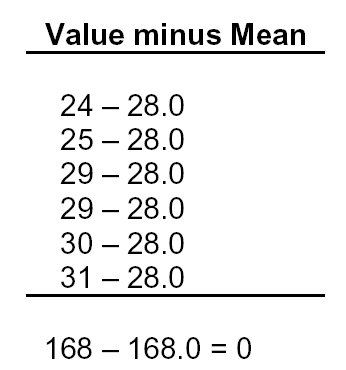 Value minus Mean
24 – 28.0
25 – 28.0
29 – 28.0
29 – 28.0
30 – 28.0
31 – 28.0
168 – 168.0 = 0